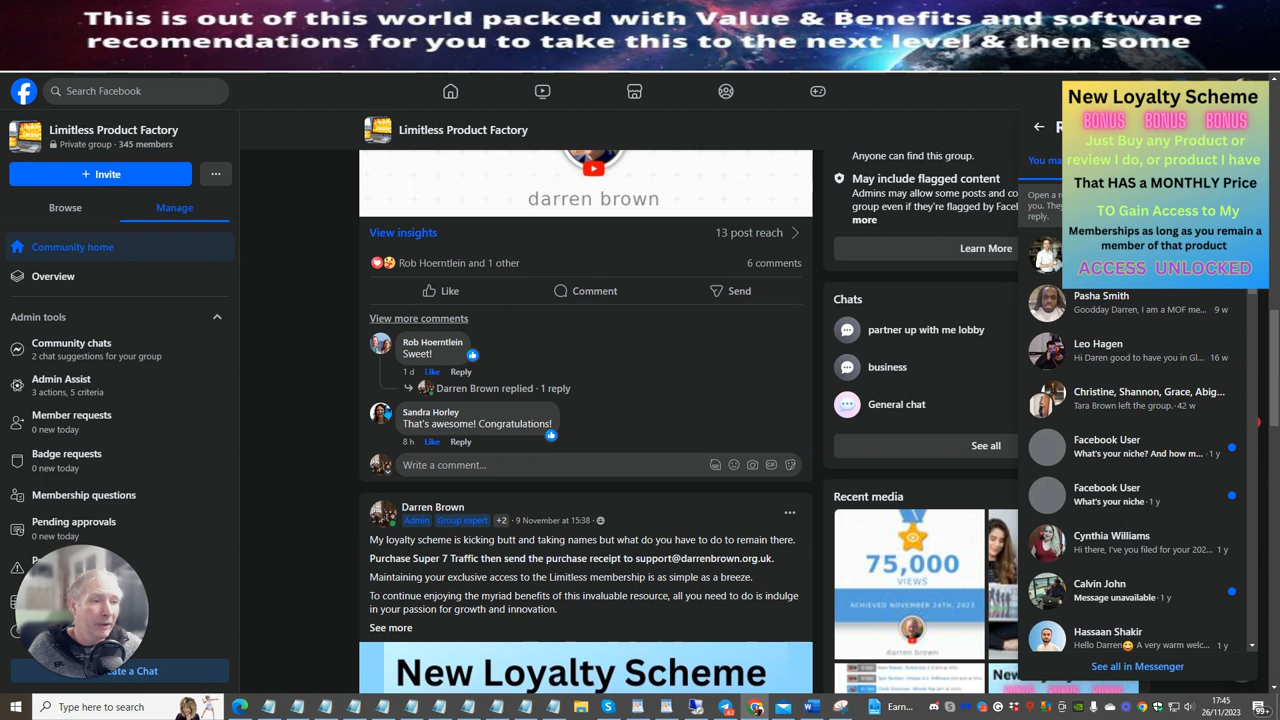 This is out of this world packed with Value & Benefits and software
recomendations for you to take this to the next level & then some
Search Facebook
Limitless Product Factory
Private group · 345 members
+ Invite
Browse
Manage
Community home
Overview
Admin tools
Community chats
2 chat suggestions for your group
Admin Assist
3 actions, 5 criteria
Member requests
0 new today
Badge requests
0 new today
Membership questions
Pending approvals
0 new today
a Chat
Limitless Product Factory
darren brown
View insights
13 post reach
Rob Hoerntlein and 1 other
6 comments
Like
Comment
Send
View more comments
Rob Hoerntlein
Sweet!
1 d Like Reply
Darren Brown replied · 1 reply
Sandra Horley
That's awesome! Congratulations!
8 h Like Reply
Write a comment...
Darren Brown
Admin Group expert +2 · 9 November at 15:38 ·
My loyalty scheme is kicking butt and taking names but what do you have to do to remain there.
Purchase Super 7 Traffic then send the purchase receipt to support@darrenbrown.org.uk.
Maintaining your exclusive access to the Limitless membership is as simple as a breeze.
To continue enjoying the myriad benefits of this invaluable resource, all you need to do is indulge
in your passion for growth and innovation.
See more
New Loyalty Scheme
Anyone can find this group.
May include flagged content
Admins may allow some posts and co
group even if they're flagged by Faceb
more
Learn More
Chats
partner up with me lobby
business
General chat
See all
Recent media
75,000
VIEWS
ACHIEVED NOVEMBER 24TH, 2023
darren brown
New Loyalty Scheme
BONUS BONUS BONUS
Just Buy any Product or
review I do, or product I have
That HAS a MONTHLY Price
TO Gain Access to My
Memberships as long as you remain a
member of that product
ACCESS UNLOCKED
You ma
Open a re
you. They
reply.
Pasha Smith
Goodday Darren, I am a MOF me... 9 w
Leo Hagen
Hi Daren good to have you in Gl... · 16 w
Christine, Shannon, Grace, Abig...
Tara Brown left the group. · 42 w
Facebook User
What's your niche? And how m... · 1 y
Facebook User
What's your niche · 1 y
Cynthia Williams
Hi there, I've you filed for your 202... 1 y
Calvin John
Message unavailable · 1 y
Hassaan Shakir
Hello Darren😅 A very warm welc... 1 y
See all in Messenger
Type here to search
Earn...
17:45
26/11/2023
99+